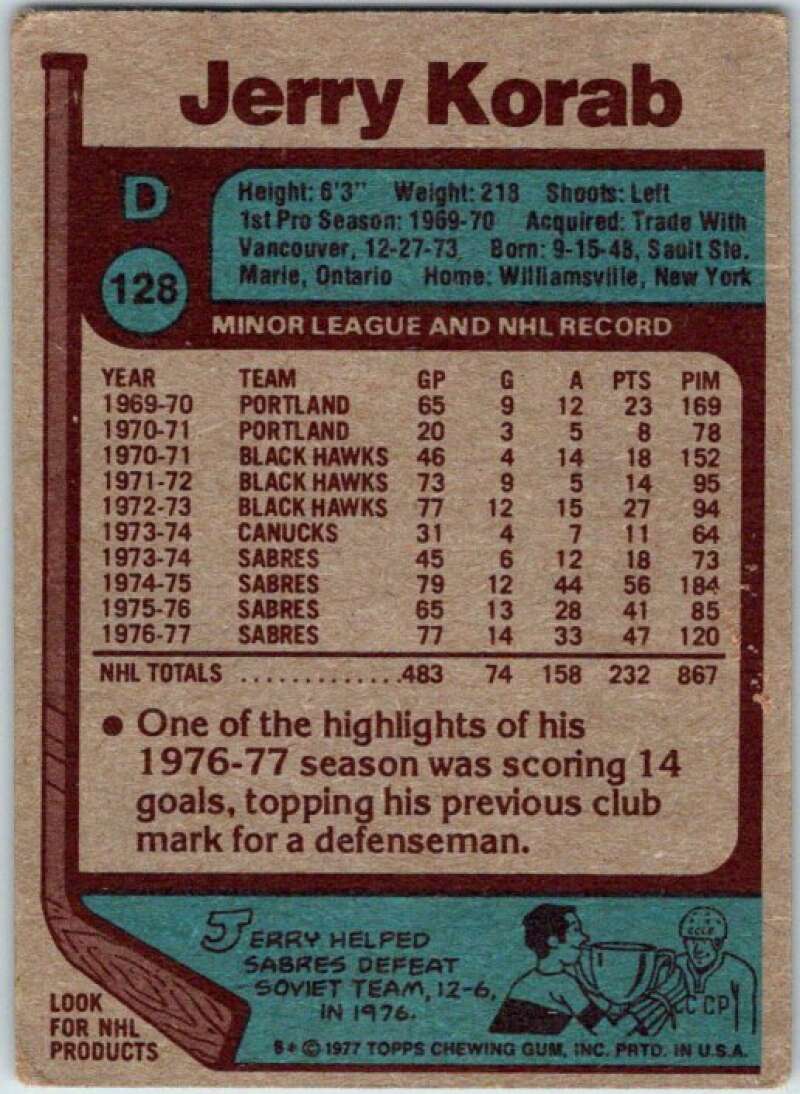 Jerry Korab
D
128
Height: 6'3" Weight: 218 Shoots: Left
1st Pro Season: 1969-70 Acquired: Trade With
Vancouver, 12-27-73 Born: 9-15-48, Sault Ste.
Marie, Ontario Home: Williamsville, New York
MINOR LEAGUE AND NHL RECORD
YEAR TEAM GP G A PTS PIM
1969-70 PORTLAND 65 9 12 23 169
1970-71 PORTLAND 20 3 5 8 78
1970-71 BLACK HAWKS 46 4 14 18 152
1971-72 BLACK HAWKS 73 9 5 14 95
1972-73 BLACK HAWKS 77 12 15 27 94
1973-74 CANUCKS 31 4 7 11 64
1973-74 SABRES 45 6 12 18 73
1974-75 SABRES 79 12 44 56 184
1975-76 SABRES 65 13 28 41 85
1976-77 SABRES 77 14 33 47 120
NHL TOTALS .............483 74 158 232 867
● One of the highlights of his
1976-77 season was scoring 14
goals, topping his previous club
mark for a defenseman.
JERRY HELPED
SABRES DEFEAT
SOVIET TEAM, 12-6,
IN 1976.
CCCP
CCCP
LOOK
FOR NHL
PRODUCTS
B* © 1977 TOPPS CHEWING GUM, INC. PRTD. IN U.S.A.